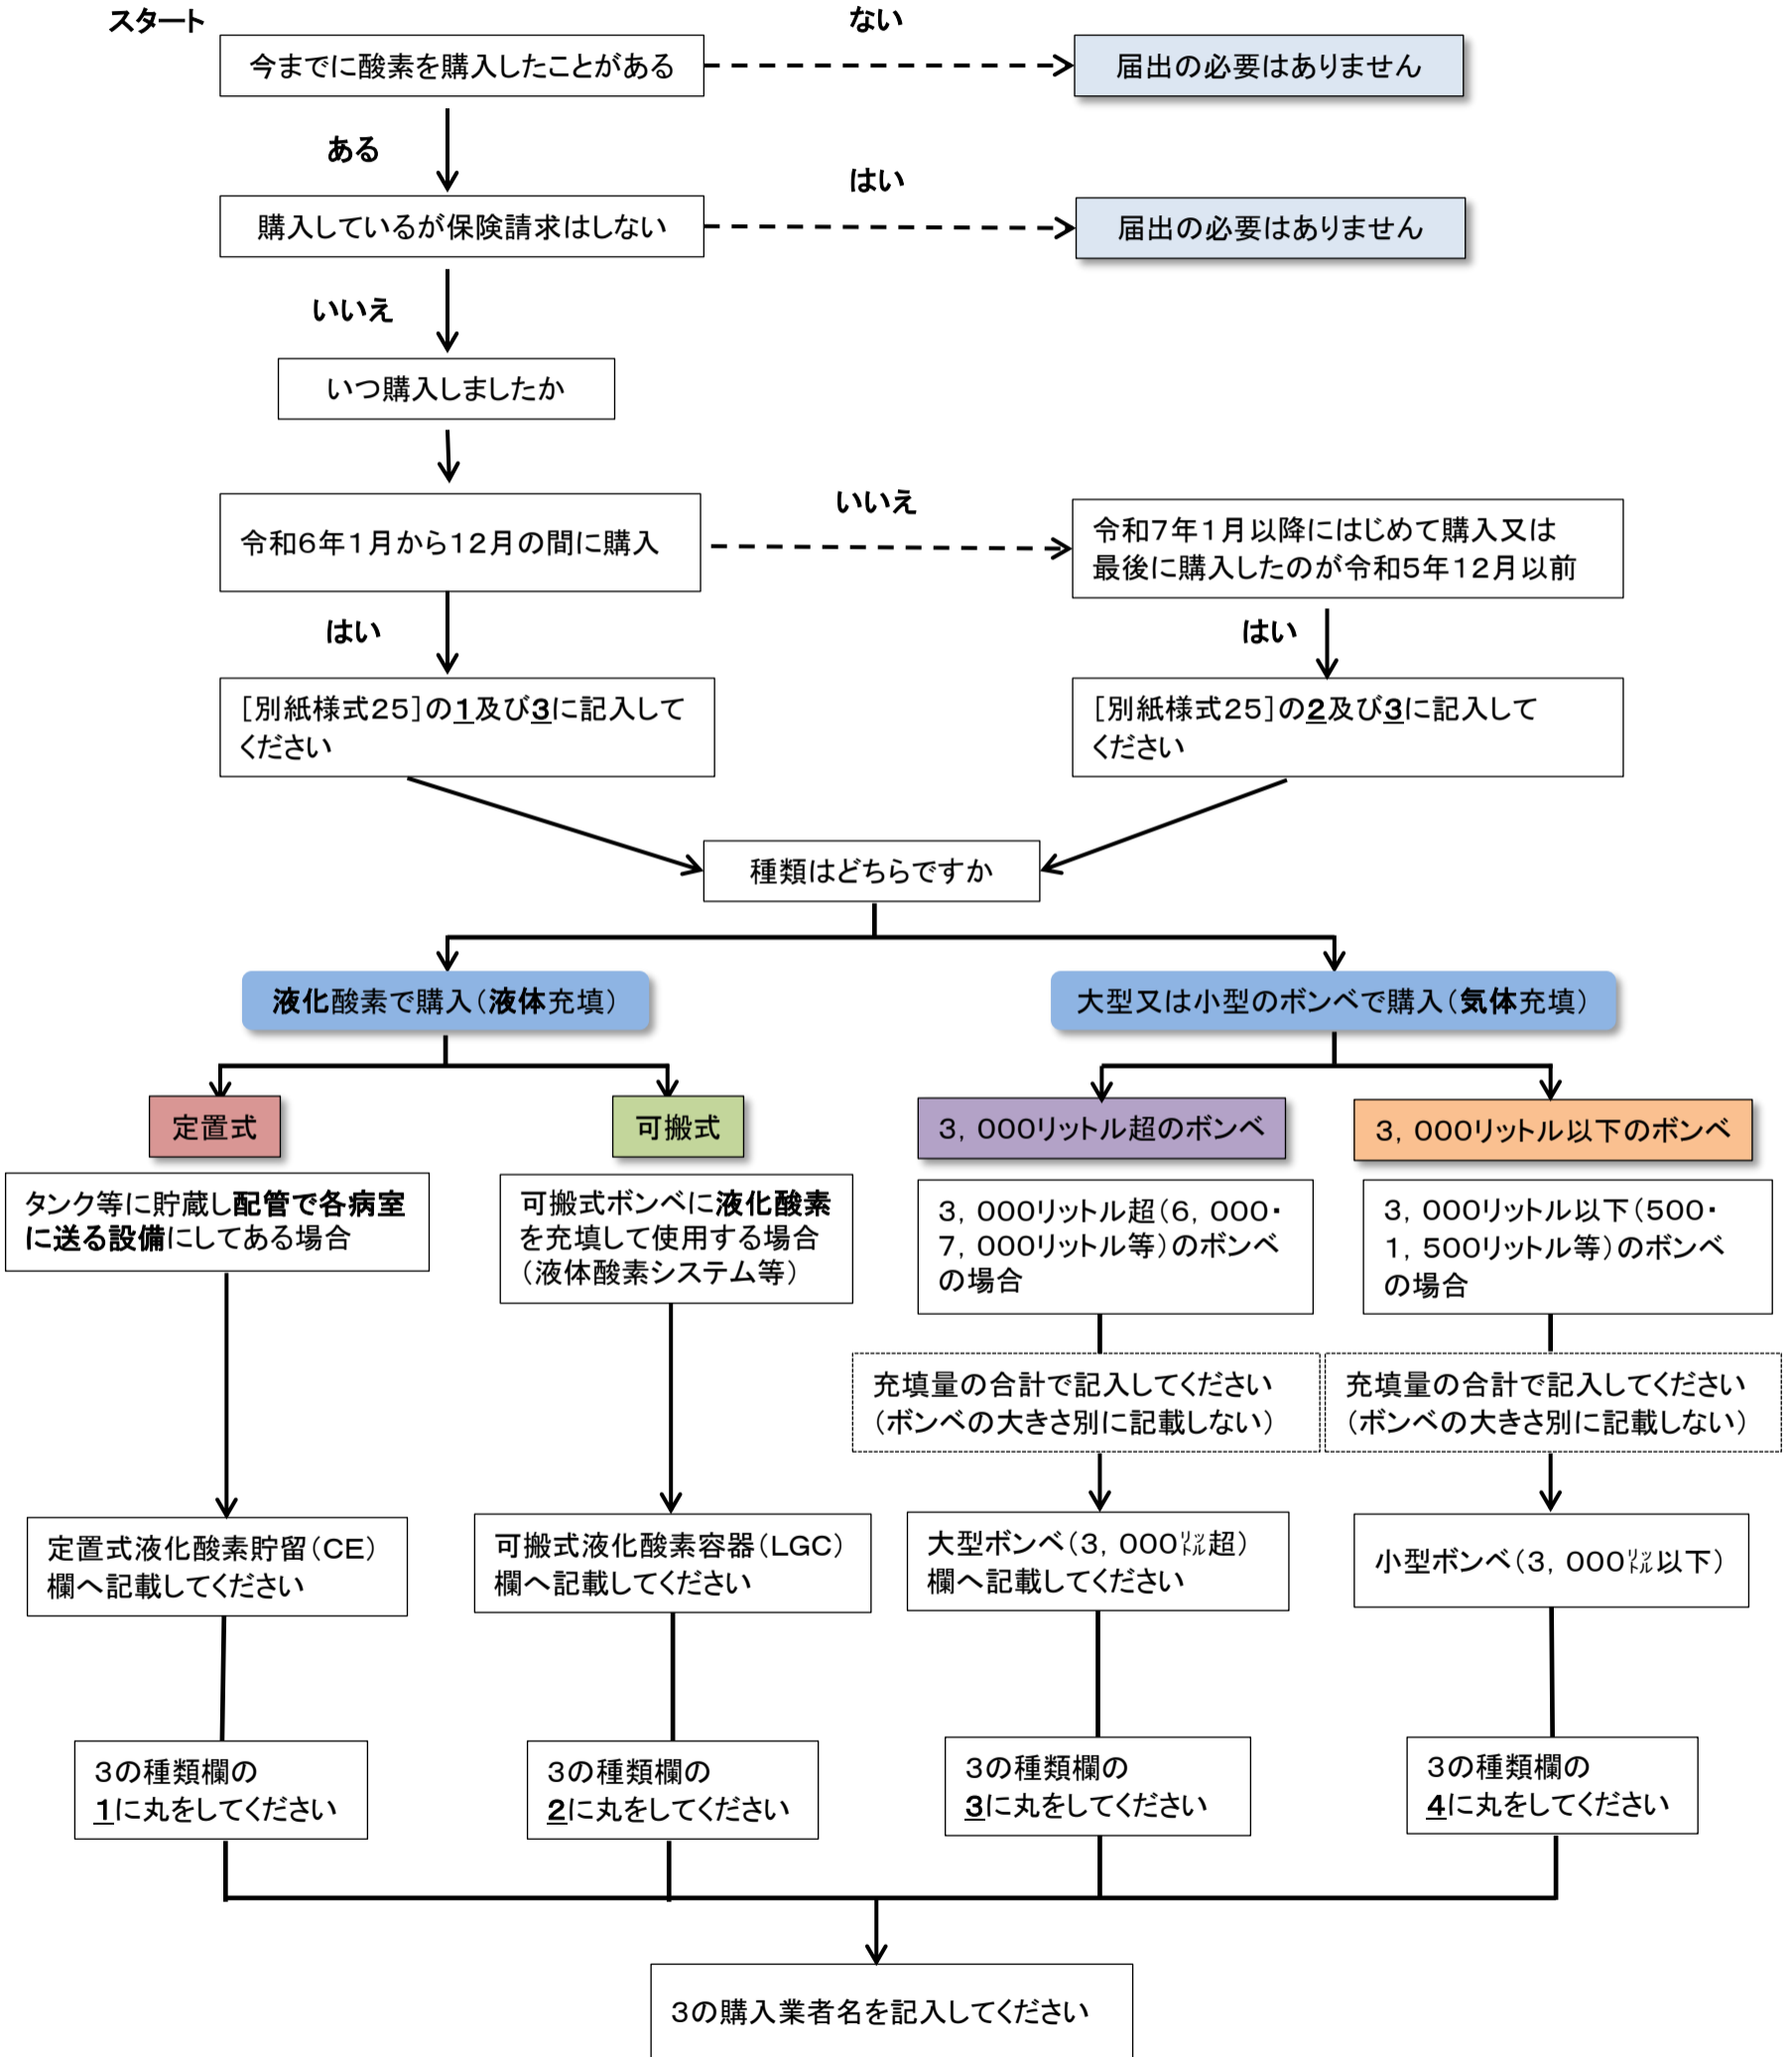 スタート
ない
今までに酸素を購入したことがある
届出の必要はありません
ある
はい
購入しているが保険請求はしない
届出の必要はありません
いいえ
いつ購入しましたか
いいえ
令和6年1月から12月の間に購入
令和7年1月以降にはじめて購入又は
最後に購入したのが令和5年12月以前
はい
はい
[別紙様式25]の1及び3に記入して
ください
[別紙様式25]の2及び3に記入して
ください
種類はどちらですか
液化酸素で購入(液体充填)
大型又は小型のボンベで購入(気体充填)
定置式
可搬式
3,000リットル超のボンベ
3,000リットル以下のボンベ
タンク等に貯蔵し配管で各病室
に送る設備にしてある場合
可搬式ボンベに液化酸素
を充填して使用する場合
(液体酸素システム等)
3,000リットル超(6,000・
7,000リットル等)のボンベ
の場合
3,000リットル以下(500・
1,500リットル等)のボンベ
の場合
充填量の合計で記入してください
(ボンベの大きさ別に記載しない)
充填量の合計で記入してください
(ボンベの大きさ別に記載しない)
定置式液化酸素貯留(CE)
欄へ記載してください
可搬式液化酸素容器(LGC)
欄へ記載してください
大型ボンベ(3,000㍑超)
欄へ記載してください
小型ボンベ(3,000㍑以下)
3の種類欄の
1に丸をしてください
3の種類欄の
2に丸をしてください
3の種類欄の
3に丸をしてください
3の種類欄の
4に丸をしてください
3の購入業者名を記入してください